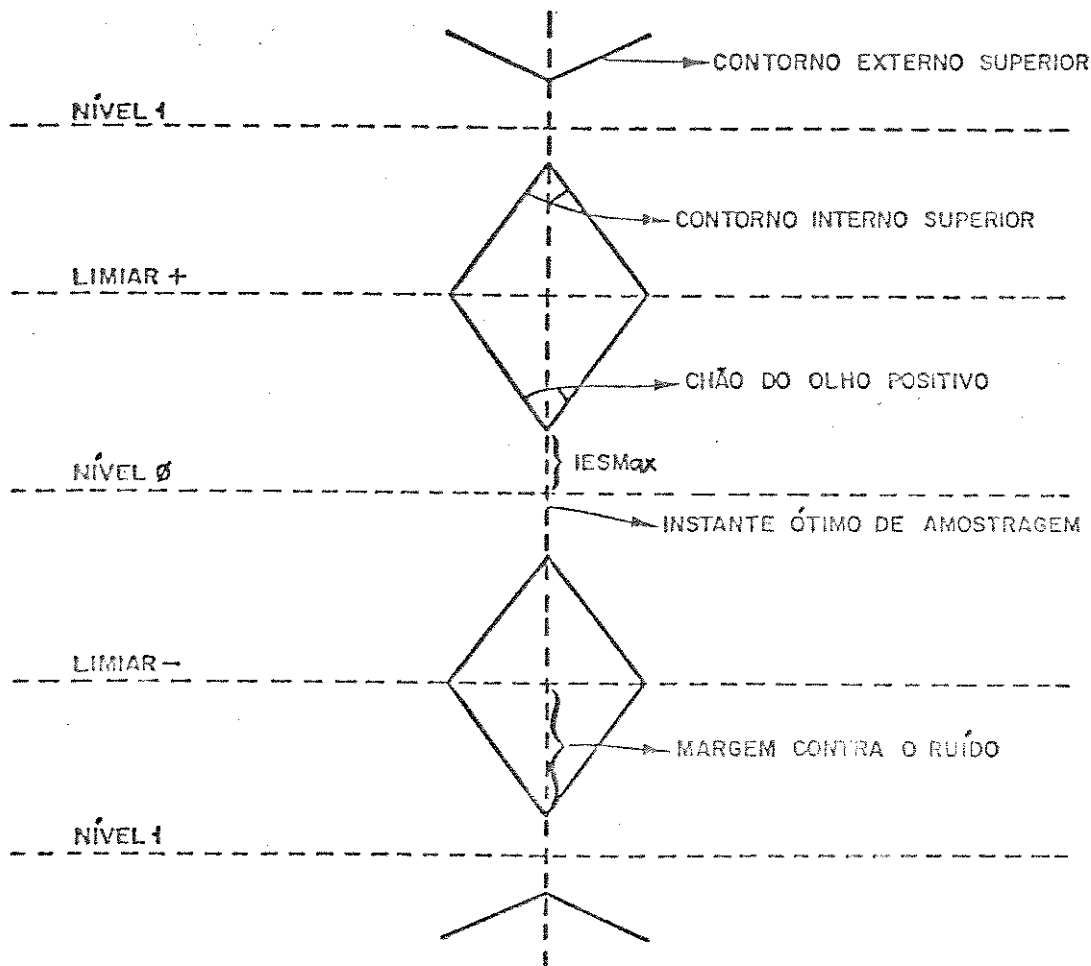 CONTORNO EXTERNO SUPERIOR
NÍVEL 1
CONTORNO INTERNO SUPERIOR
LIMIAR +
CHÃO DO OLHO POSITIVO
IESMax
NÍVEL Ø
INSTANTE ÓTIMO DE AMOSTRAGEM
LIMIAR -
MARGEM CONTRA O RUÍDO
NÍVEL 1